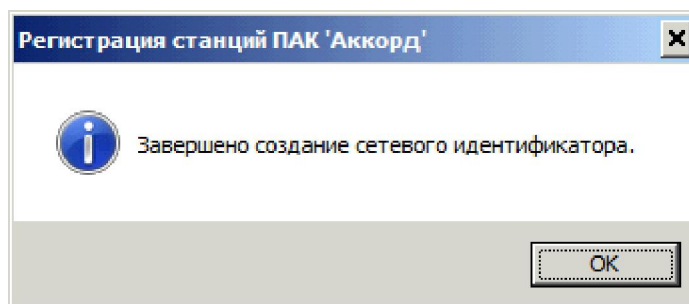 Регистрация станций ПАК 'Аккорд'
Завершено создание сетевого идентификатора.
OK